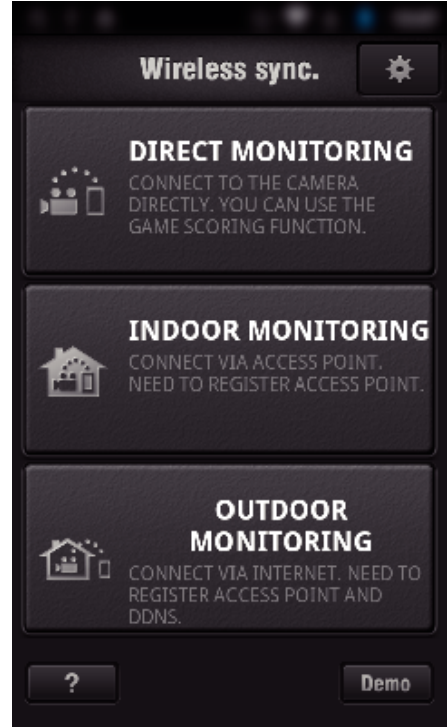 Wireless sync.
DIRECT MONITORING
CONNECT TO THE CAMERA
DIRECTLY. YOU CAN USE THE
GAME SCORING FUNCTION.
INDOOR MONITORING
CONNECT VIA ACCESS POINT.
NEED TO REGISTER ACCESS POINT.
OUTDOOR
MONITORING
CONNECT VIA INTERNET. NEED TO
REGISTER ACCESS POINT AND
DDNS.
?
Demo